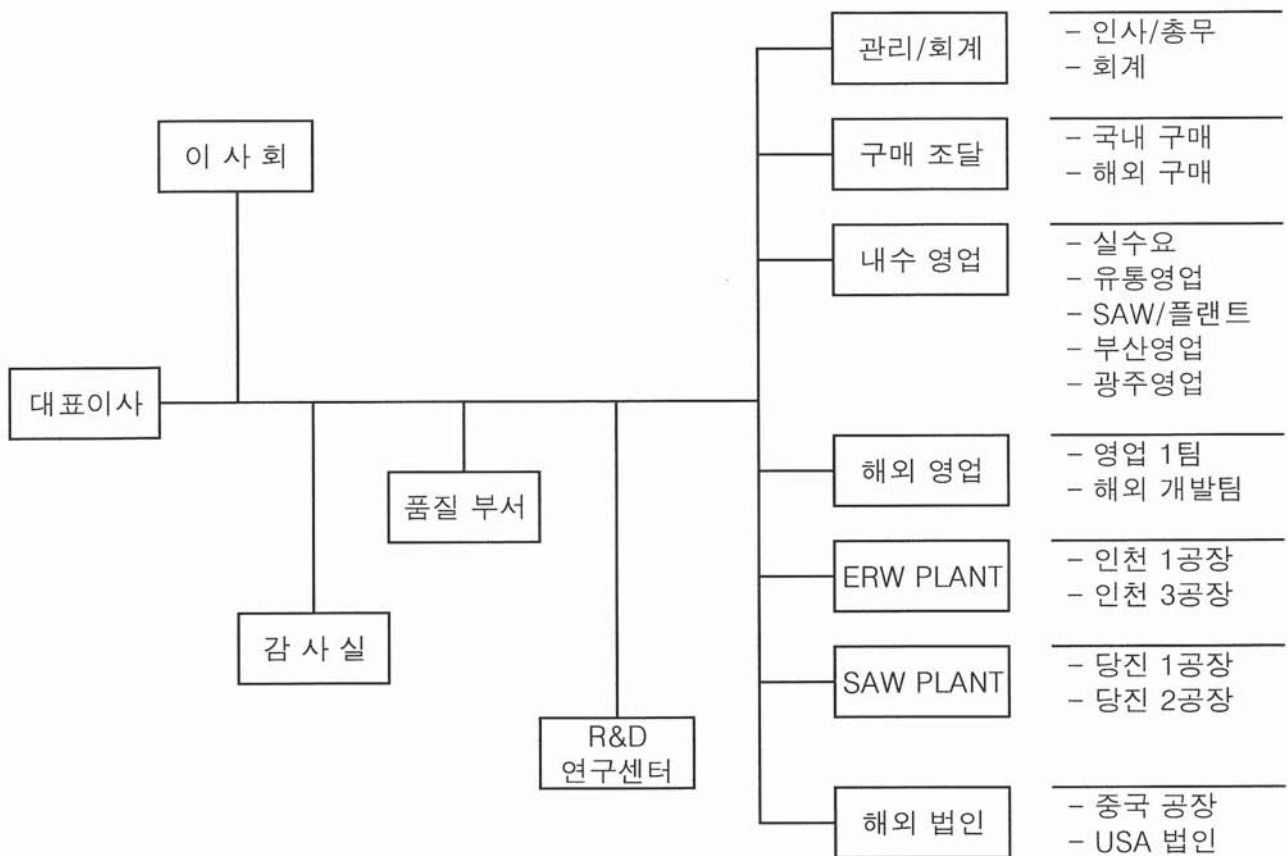 관리/회계
– 인사/총무
– 회계
이 사 회
구매 조달
– 국내 구매
– 해외 구매
내수 영업
– 실수요
– 유통영업
– SAW/플랜트
– 부산영업
– 광주영업
대표이사
품질 부서
해외 영업
– 영업 1팀
– 해외 개발팀
ERW PLANT
– 인천 1공장
– 인천 3공장
감 사 실
SAW PLANT
– 당진 1공장
– 당진 2공장
R&D
연구센터
해외 법인
– 중국 공장
– USA 법인